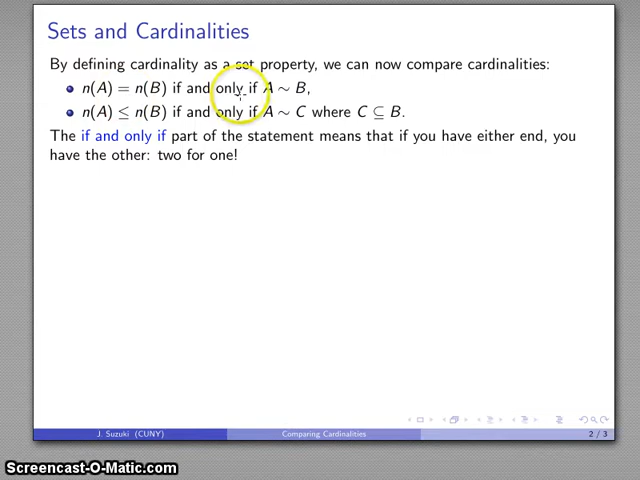 Sets and Cardinalities
By defining cardinality as a set property, we can now compare cardinalities:
n(A) = n(B) if and only if A ∼ B,
n(A) ≤ n(B) if and only if A ∼ C where C ⊆ B.
The if and only if part of the statement means that if you have either end, you
have the other: two for one!
J. Suzuki (CUNY)
Comparing Cardinalities
2 / 3
Screencast-O-Matic.com